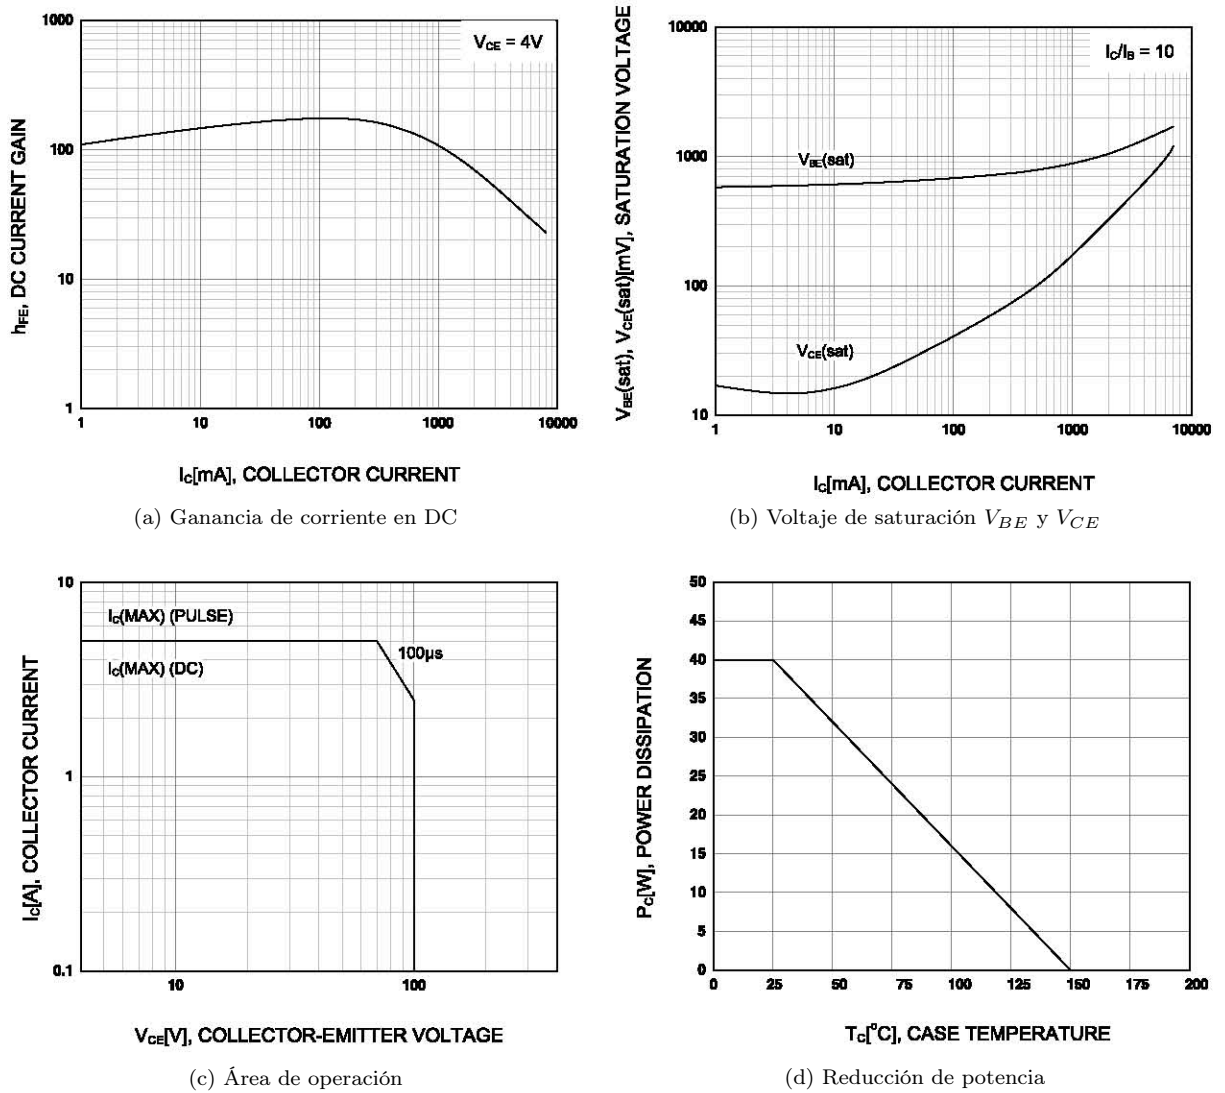 1000
100
10
1
1
10
100
1000
10000
V_CE = 4V
h_FE, DC CURRENT GAIN
I_C[mA], COLLECTOR CURRENT
(a) Ganancia de corriente en DC
10000
1000
100
10
1
10
100
1000
10000
I_C/I_B = 10
V_BE(sat)
V_CE(sat)
V_BE(sat), V_CE(sat)[mV], SATURATION VOLTAGE
I_C[mA], COLLECTOR CURRENT
(b) Voltaje de saturación V_BE y V_CE
10
1
0.1
10
100
I_C(MAX) (PULSE)
I_C(MAX) (DC)
100μs
I_C[A], COLLECTOR CURRENT
V_CE[V], COLLECTOR-EMITTER VOLTAGE
(c) Área de operación
50
45
40
35
30
25
20
15
10
5
0
0
25
50
75
100
125
150
175
200
P_C[W], POWER DISSIPATION
T_C[°C], CASE TEMPERATURE
(d) Reducción de potencia